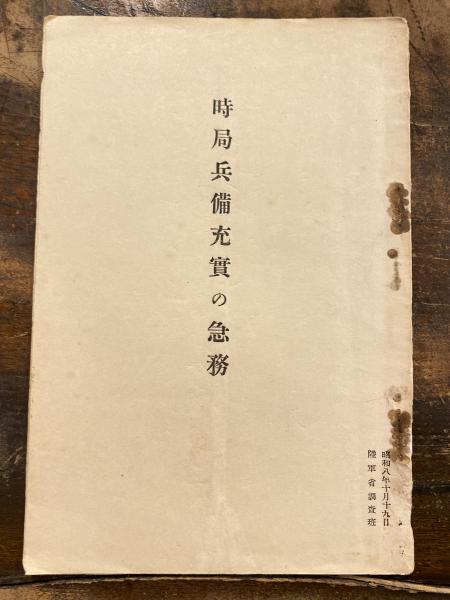 時局兵備充實の急務
昭和八年十月十九日
陸軍省調査班